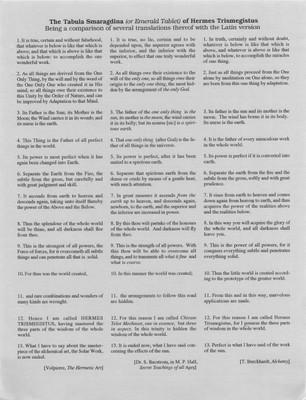 The Tabula Smaragdina (or Emerald Tablet) of Hermes Trismegistus
Being a comparison of several translations thereof with the Latin version
1. It is true, certain and without falsehood,
that whatever is below is like that which is
above; and that which is above is like that
which is below: to accomplish the one
wonderful work.
2. As all things are derived from the One
Only Thing, by the will and by the word of
the One Only One who created it in His
mind, so all things owe their existence to
this Unity by the order of Nature, and can
be improved by Adaptation to that Mind.
3. Its Father is the Sun; its Mother is the
Moon; the Wind carries it in its womb; and
its nurse is the Earth.
4. This Thing is the Father of all perfect
things in the world.
5. Its power is most perfect when it has
again been changed into Earth.
6. Separate the Earth from the Fire, the
subtle from the gross, but carefully and
with great judgment and skill.
7. It ascends from earth to heaven, and
descends again, taking unto itself thereby
the power of the Above and the Below.
8. Thus the splendour of the whole world
will be thine, and all darkness shall flee
from thee.
9. This is the strongest of all powers, the
Force of forces, for it overcometh all subtle
things and can penetrate all that is solid.
10. For thus was the world created,
11. and rare combinations and wonders of
many kinds are wrought.
12. Hence I am called HERMES
TRISMEGISTUS, having mastered the
three parts of the wisdom of the whole
world.
13. What I have to say about the master-
piece of the alchemical art, the Solar Work,
is now ended.
1. It is true, no lie, certain and to be
depended upon, the superior agrees with
the inferior, and the inferior with the
superior, to effect that one truly wonderful
work.
2. As all things owe their existence to the
will of the only one, so all things owe their
origin to the only one thing, the most hid-
den by the arrangement of the only God.
3. The father of the one only thing is the
sun, its mother is the moon, the wind carries
it in its belly; but its nourse is a spirit-
uous earth.
4. That one only thing (after God) is the fa-
ther of all things in the universe.
5. Its power is perfect, after it has been
united to a spirituous earth.
6. Separate that spirituous earth from the
dense or crude by means of a gentle heat,
with much attention.
7. In great measure it ascends from the
earth up to heaven, and descends again,
newborn, on the earth, and the superior and
the inferior are increased in power.
8. By this thou wilt partake of the honours
of the whole world. And darkness will fly
from thee.
9. This is the strength of all powers. With
this thou wilt be able to overcome all
things, and to transmute all what is fine and
what is coarse.
10. In this manner the world was created;
11. the arrangements to follow this road
are hidden.
12. For this reason I am called Chiram
Telat Mechasot, one in essence, but three
in aspect. In this trinity is hidden the
wisdom of the whole world.
13. It is ended now, what I have said con-
cerning the effects of the sun.
1. In truth, certainly and without doubt,
whatever is below is like that which is
above, and whatever is above is like that
which is below, to accomplish the miracles
of one thing.
2. Just as all things proceed from the One
alone by meditation on One alone, so they
are born from this one thing by adaptation.
3. Its father is the sun and its mother is the
moon. The wind has borne it in its body.
Its nurse is the earth.
4. It is the father of every miraculous work
in the whole world.
5. Its power is perfect if it is converted into
earth.
6. Separate the earth from the fire and the
subtle from the gross, softly and with great
prudence.
7. It rises from earth to heaven and comes
down again from heaven to earth, and thus
acquires the power of the realities above
and the realities below.
8. In this way you will acquire the glory of
the whole world, and all darkness shall
leave you.
9. This is the power of all powers, for it
conquers everything subtle and penetrates
everything solid.
10. Thus the little world is created accord-
ing to the prototype of the greater world.
11. From this and in this way, marvelous
applications are made.
12. For this reason I am called Hermes
Trismegistus, for I possess the three parts
of wisdom in the whole world.
13. Perfect is what I have said of the work
of the sun.
[Volpierre, The Hermetic Art]
[Dr. S. Bacstrom, in M. P. Hall,
Secret Teachings of All Ages]
[T. Burckhardt, Alchemy]